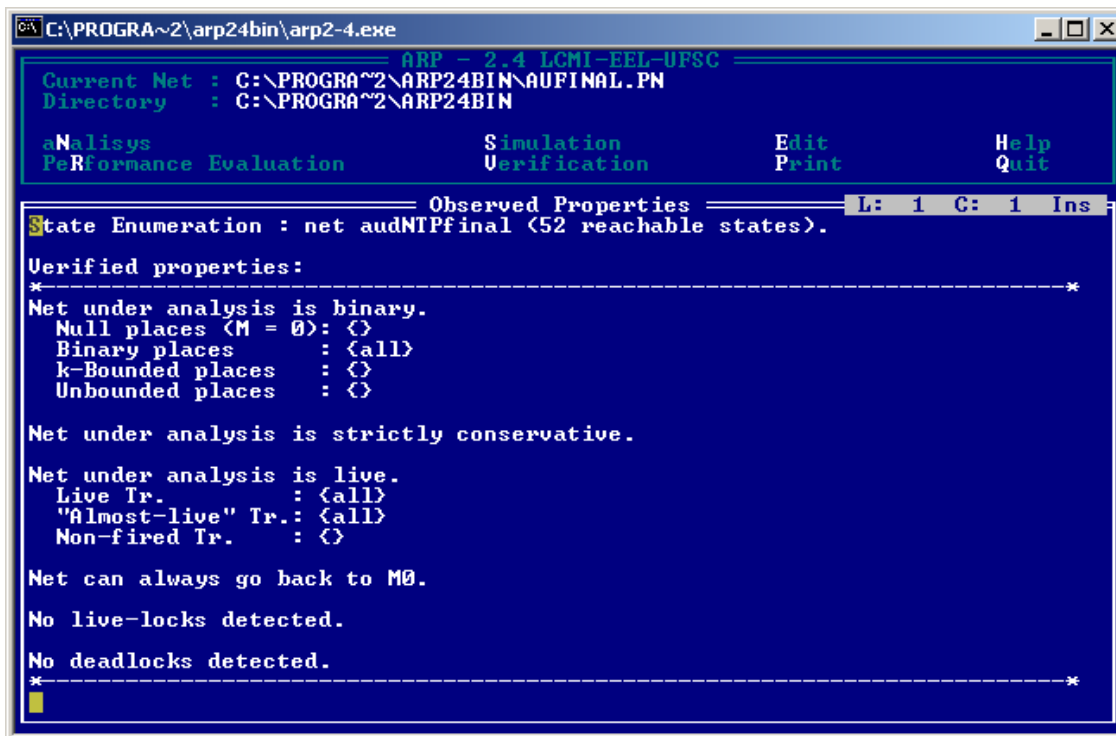 C:\PROGRA~2\arp24bin\arp2-4.exe
ARP - 2.4 LCMI-EEL-UFSC
Current Net : C:\PROGRA~2\ARP24BIN\AUFINAL.PN
Directory : C:\PROGRA~2\ARP24BIN
aNalisys Simulation Edit Help
PeRformance Evaluation Verification Print Quit
Observed Properties L: 1 C: 1 Ins
State Enumeration : net audNTPfinal (52 reachable states).
Verified properties:
*------------------------------------------------------------------------------*
Net under analysis is binary.
Null places (M = 0): {}
Binary places : {all}
k-Bounded places : {}
Unbounded places : {}
Net under analysis is strictly conservative.
Net under analysis is live.
Live Tr. : {all}
"Almost-live" Tr.: {all}
Non-fired Tr. : {}
Net can always go back to M0.
No live-locks detected.
No deadlocks detected.
*------------------------------------------------------------------------------*